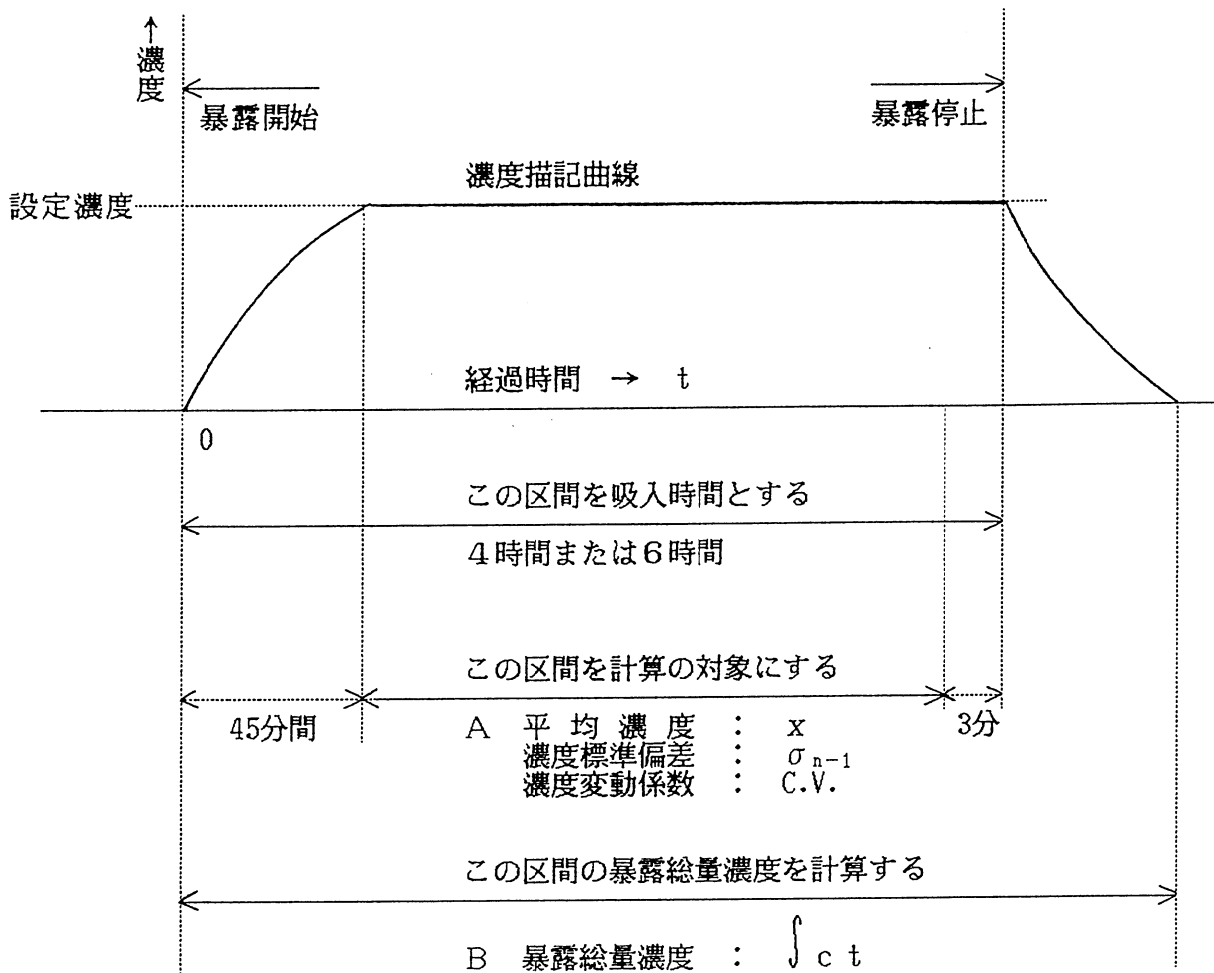 ↑濃度
暴露開始
暴露停止
濃度描記曲線
設定濃度
経過時間 → t
0
この区間を吸入時間とする
4時間または6時間
この区間を計算の対象にする
45分間
3分
A 平均濃度 : x
濃度標準偏差 : σn-1
濃度変動係数 : C.V.
この区間の暴露総量濃度を計算する
B 暴露総量濃度 : ∫ c t